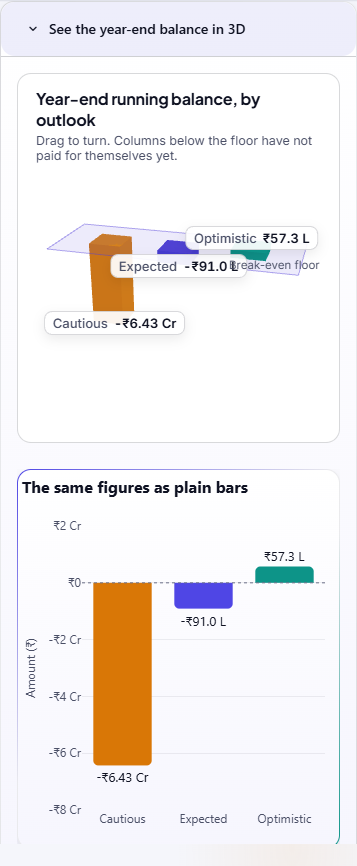 See the year-end balance in 3D
Year-end running balance, by
outlook
Drag to turn. Columns below the floor have not
paid for themselves yet.
Optimistic ₹57.3 L
Expected -₹91.0 L
Break-even floor
Cautious -₹6.43 Cr
The same figures as plain bars
₹2 Cr
₹57.3 L
₹0
-₹91.0 L
-₹2 Cr
Amount (₹)
-₹4 Cr
-₹6 Cr
-₹6.43 Cr
-₹8 Cr
Cautious Expected Optimistic